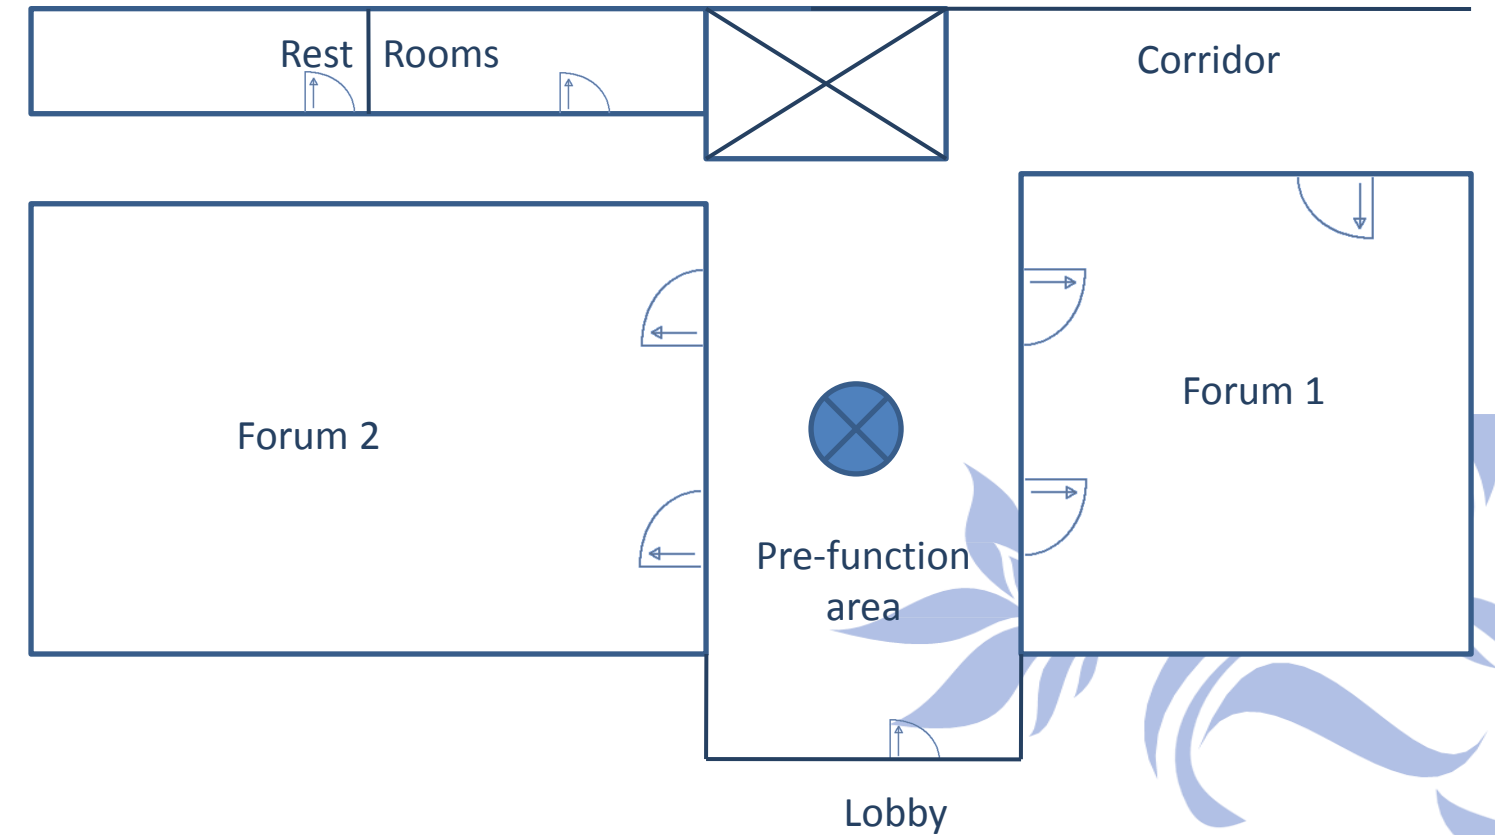 Rest Rooms
Corridor
Forum 1
Forum 2
Pre-function
area
Lobby